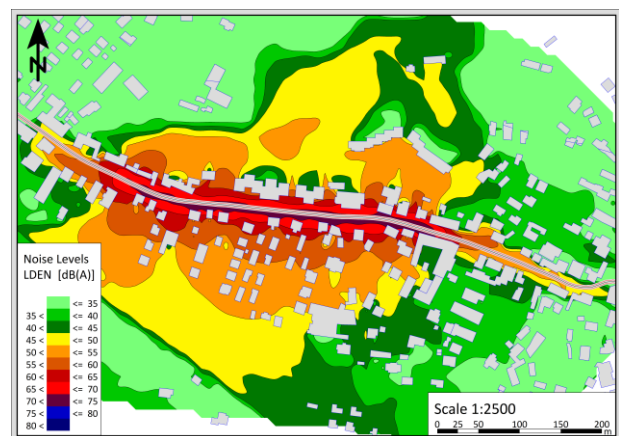 N
Noise Levels
LDEN [dB(A)]
<= 35
35 < <= 40
40 < <= 45
45 < <= 50
50 < <= 55
55 < <= 60
60 < <= 65
65 < <= 70
70 < <= 75
75 < <= 80
80 <
Scale 1:2500
0 25 50 100 150 200
m